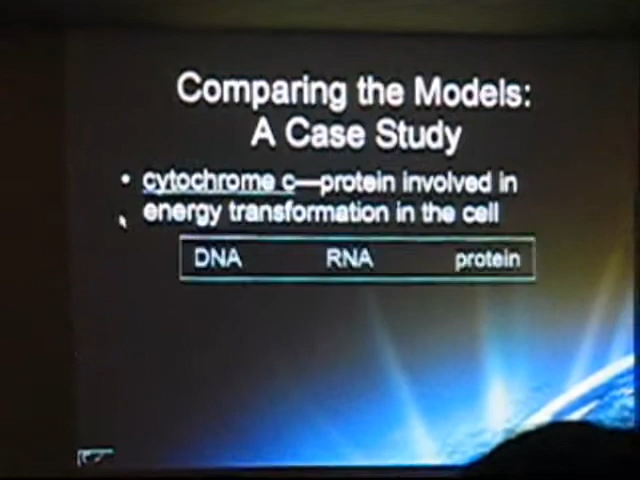 Comparing the Models:
A Case Study
• cytochrome c—protein involved in
energy transformation in the cell
DNA RNA protein